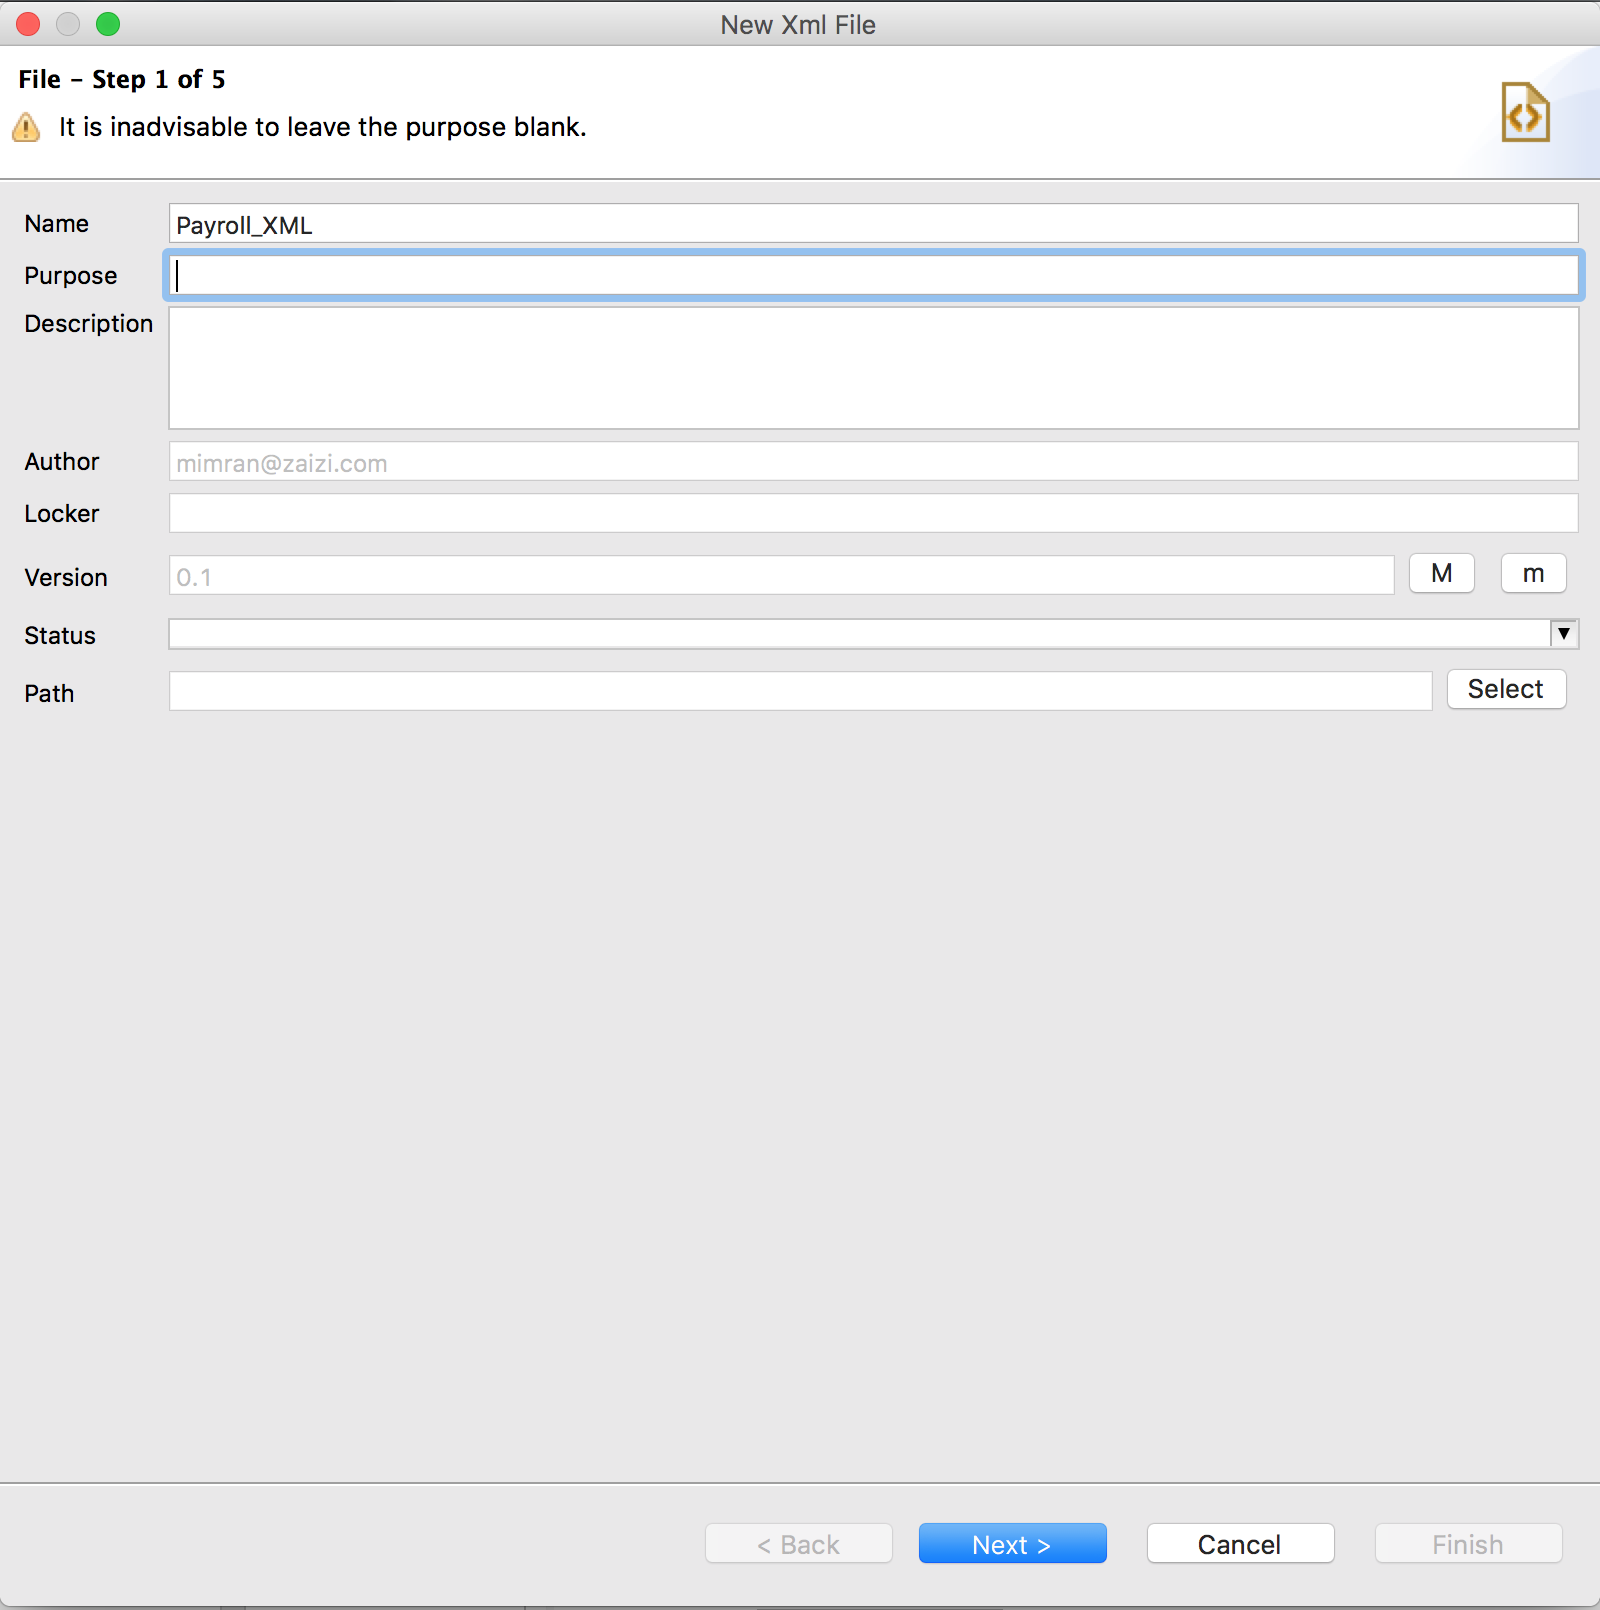 New Xml File
File – Step 1 of 5
It is inadvisable to leave the purpose blank.
Name Payroll_XML
Purpose
Description
Author mimran@zaizi.com
Locker
Version 0.1 M m
Status
Path Select
< Back Next > Cancel Finish